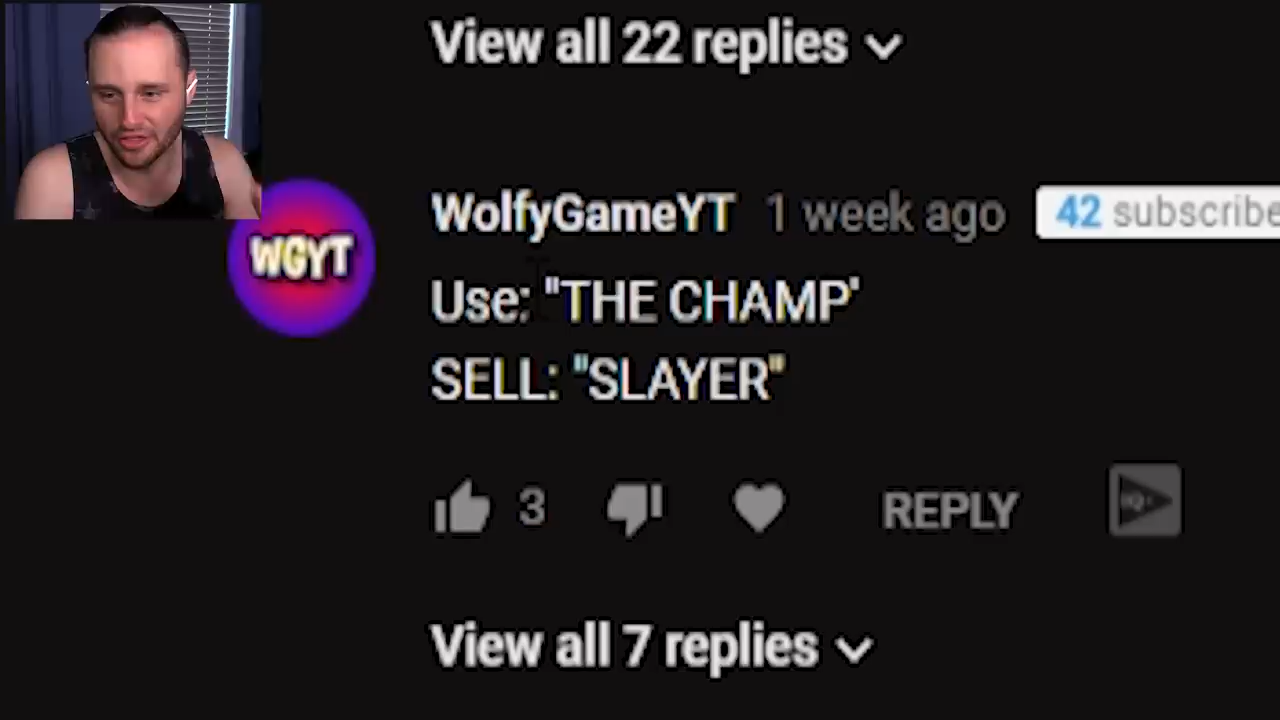 View all 22 replies
WGYT
WolfyGameYT 1 week ago 42 subscribe
Use: "THE CHAMP'
SELL: "SLAYER"
3 REPLY
View all 7 replies